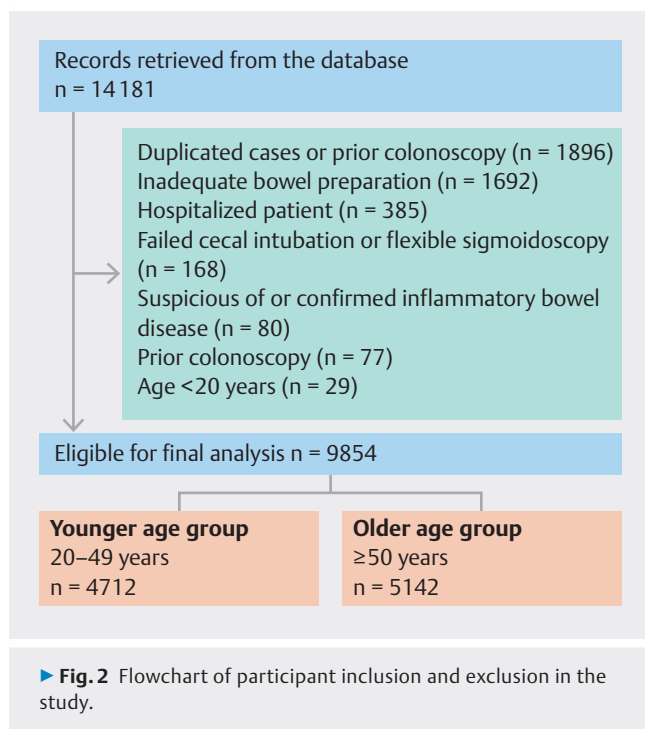 Records retrieved from the database
n = 14 181
Duplicated cases or prior colonoscopy (n = 1896)
Inadequate bowel preparation (n = 1692)
Hospitalized patient (n = 385)
Failed cecal intubation or flexible sigmoidoscopy
(n = 168)
Suspicious of or confirmed inflammatory bowel
disease (n = 80)
Prior colonoscopy (n = 77)
Age <20 years (n = 29)
Eligible for final analysis n = 9854
Younger age group
20–49 years
n = 4712
Older age group
≥50 years
n = 5142
▶ Fig. 2 Flowchart of participant inclusion and exclusion in the
study.